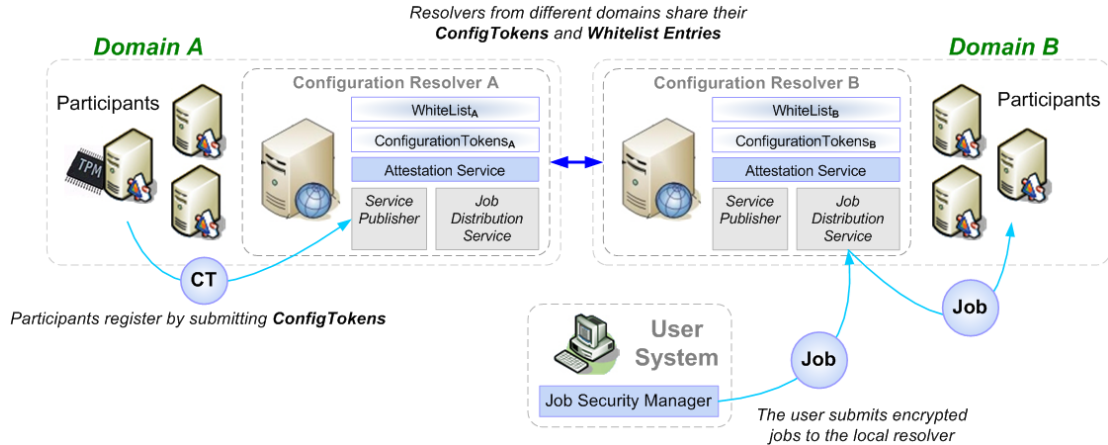 Resolvers from different domains share their
ConfigTokens and Whitelist Entries
Domain A
Domain B
Participants
TPM
Configuration Resolver A
WhiteListA
ConfigurationTokensA
Attestation Service
Service
Publisher
Job
Distribution
Service
Configuration Resolver B
WhiteListB
ConfigurationTokensB
Attestation Service
Service
Publisher
Job
Distribution
Service
Participants
CT
Participants register by submitting ConfigTokens
User
System
Job Security Manager
Job
Job
The user submits encrypted
jobs to the local resolver